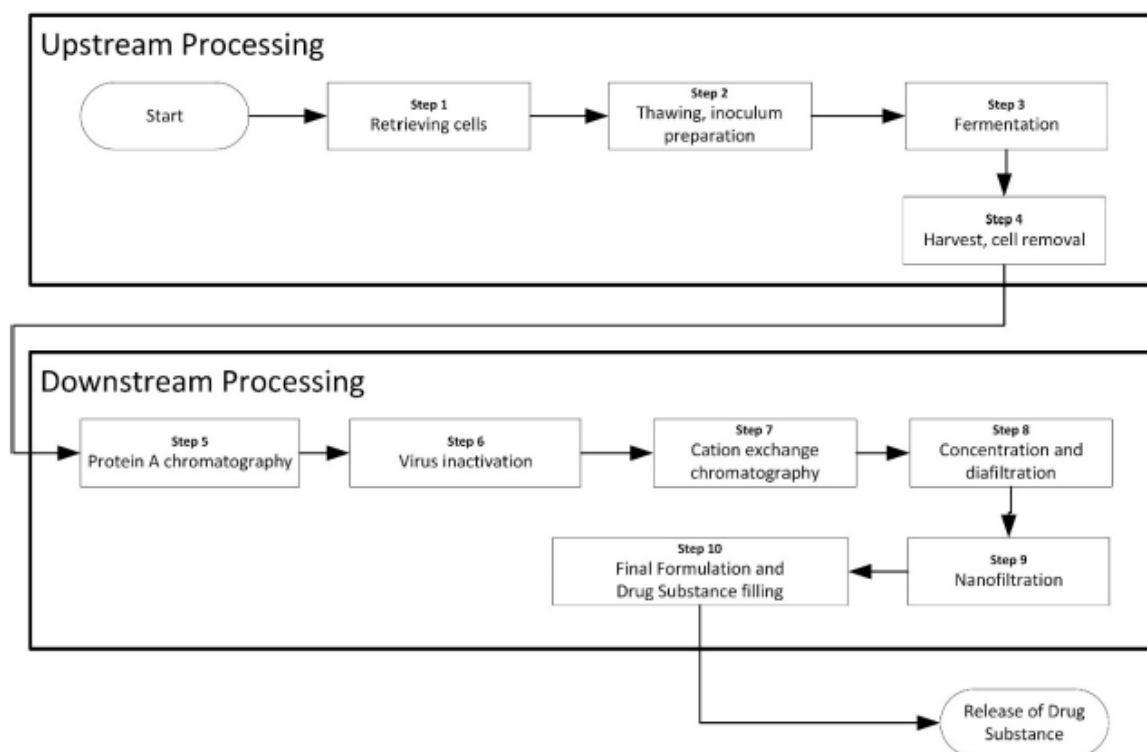 Upstream Processing
Start
Step 1
Retrieving cells
Step 2
Thawing, inoculum
preparation
Step 3
Fermentation
Step 4
Harvest, cell removal
Downstream Processing
Step 5
Protein A chromatography
Step 6
Virus inactivation
Step 7
Cation exchange
chromatography
Step 8
Concentration and
diafiltration
Step 9
Nanofiltration
Step 10
Final Formulation and
Drug Substance filling
Release of Drug
Substance